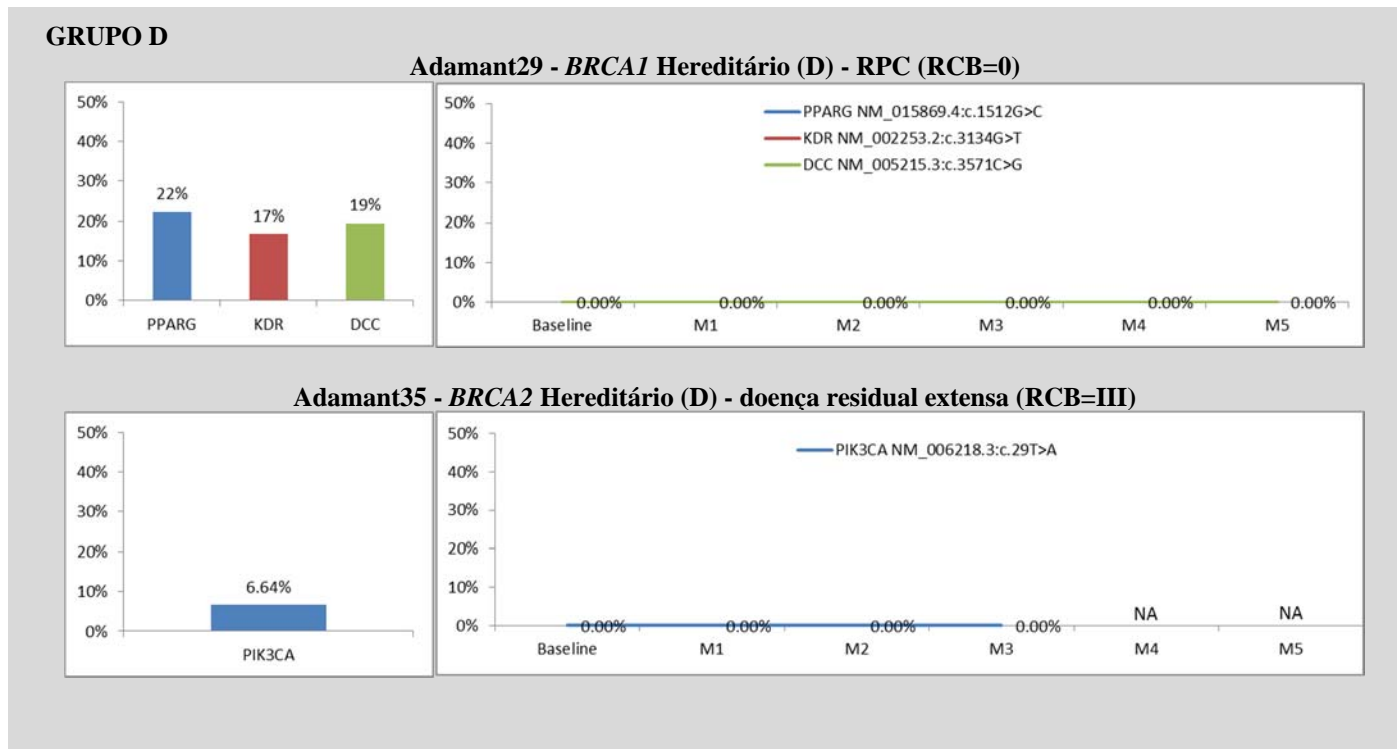 GRUPO D
Adamant29 - BRCA1 Hereditário (D) - RPC (RCB=0)
50%
40%
30%
20%
10%
0%
22%
17%
19%
PPARG KDR DCC
50%
40%
30%
20%
10%
0%
PPARG NM_015869.4:c.1512G>C
KDR NM_002253.2:c.3134G>T
DCC NM_005215.3:c.3571C>G
0.00% 0.00% 0.00% 0.00% 0.00% 0.00%
Baseline M1 M2 M3 M4 M5
Adamant35 - BRCA2 Hereditário (D) - doença residual extensa (RCB=III)
50%
40%
30%
20%
10%
0%
6.64%
PIK3CA
50%
40%
30%
20%
10%
0%
PIK3CA NM_006218.3:c.29T>A
NA NA
0.00% 0.00% 0.00% 0.00%
Baseline M1 M2 M3 M4 M5